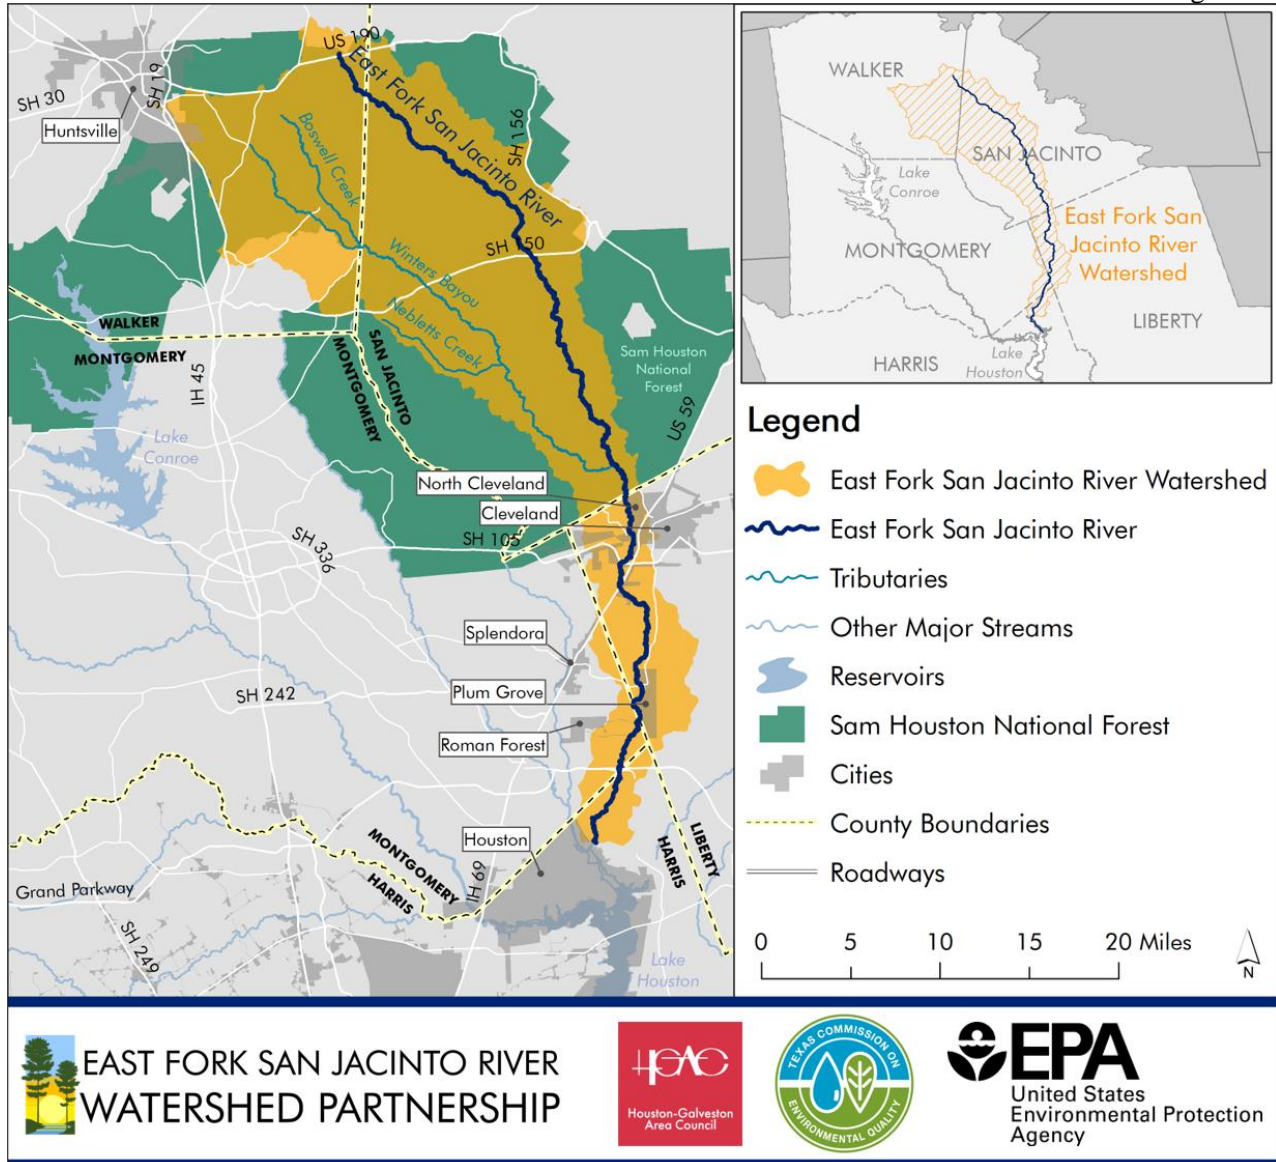 US 190
East Fork San Jacinto River
SH 19
SH 30
Huntsville
SH 156
Boswell Creek
SH 150
Winters Bayou
Nebletts Creek
WALKER
MONTGOMERY
SAN JACINTO
MONTGOMERY
IH 45
Sam Houston
National
Forest
US 59
Lake
Conroe
North Cleveland
Cleveland
SH 105
SH 336
Splendora
SH 242
Plum Grove
Roman Forest
Houston
MONTGOMERY
HARRIS
IH 69
LIBERTY
HARRIS
Grand Parkway
SH 249
Lake
Houston
WALKER
SAN JACINTO
Lake
Conroe
MONTGOMERY
East Fork San
Jacinto River
Watershed
LIBERTY
HARRIS
Lake
Houston
Legend
East Fork San Jacinto River Watershed
East Fork San Jacinto River
Tributaries
Other Major Streams
Reservoirs
Sam Houston National Forest
Cities
County Boundaries
Roadways
0 5 10 15 20 Miles
N
EAST FORK SAN JACINTO RIVER
WATERSHED PARTNERSHIP
HGAC
Houston-Galveston
Area Council
TEXAS COMMISSION ON
ENVIRONMENTAL QUALITY
EPA
United States
Environmental Protection
Agency